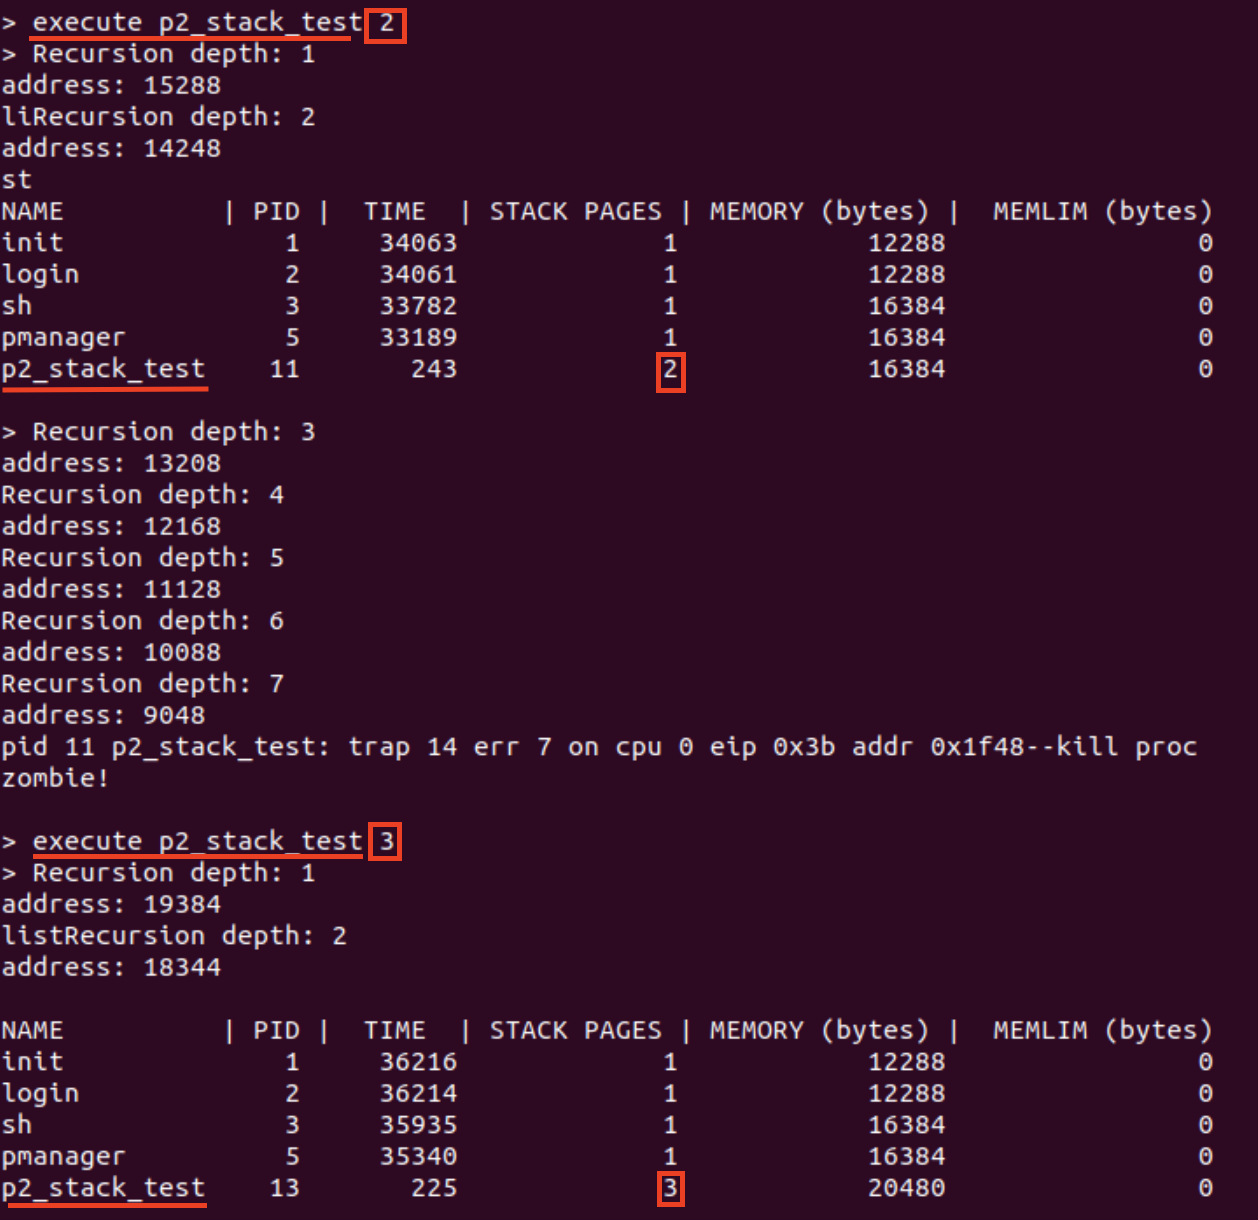 > execute p2_stack_test 2
> Recursion depth: 1
address: 15288
liRecursion depth: 2
address: 14248
st
NAME | PID | TIME | STACK PAGES | MEMORY (bytes) | MEMLIM (bytes)
init 1 34063 1 12288 0
login 2 34061 1 12288 0
sh 3 33782 1 16384 0
pmanager 5 33189 1 16384 0
p2_stack_test 11 243 2 16384 0
> Recursion depth: 3
address: 13208
Recursion depth: 4
address: 12168
Recursion depth: 5
address: 11128
Recursion depth: 6
address: 10088
Recursion depth: 7
address: 9048
pid 11 p2_stack_test: trap 14 err 7 on cpu 0 eip 0x3b addr 0x1f48--kill proc
zombie!
> execute p2_stack_test 3
> Recursion depth: 1
address: 19384
listRecursion depth: 2
address: 18344
NAME | PID | TIME | STACK PAGES | MEMORY (bytes) | MEMLIM (bytes)
init 1 36216 1 12288 0
login 2 36214 1 12288 0
sh 3 35935 1 16384 0
pmanager 5 35340 1 16384 0
p2_stack_test 13 225 3 20480 0